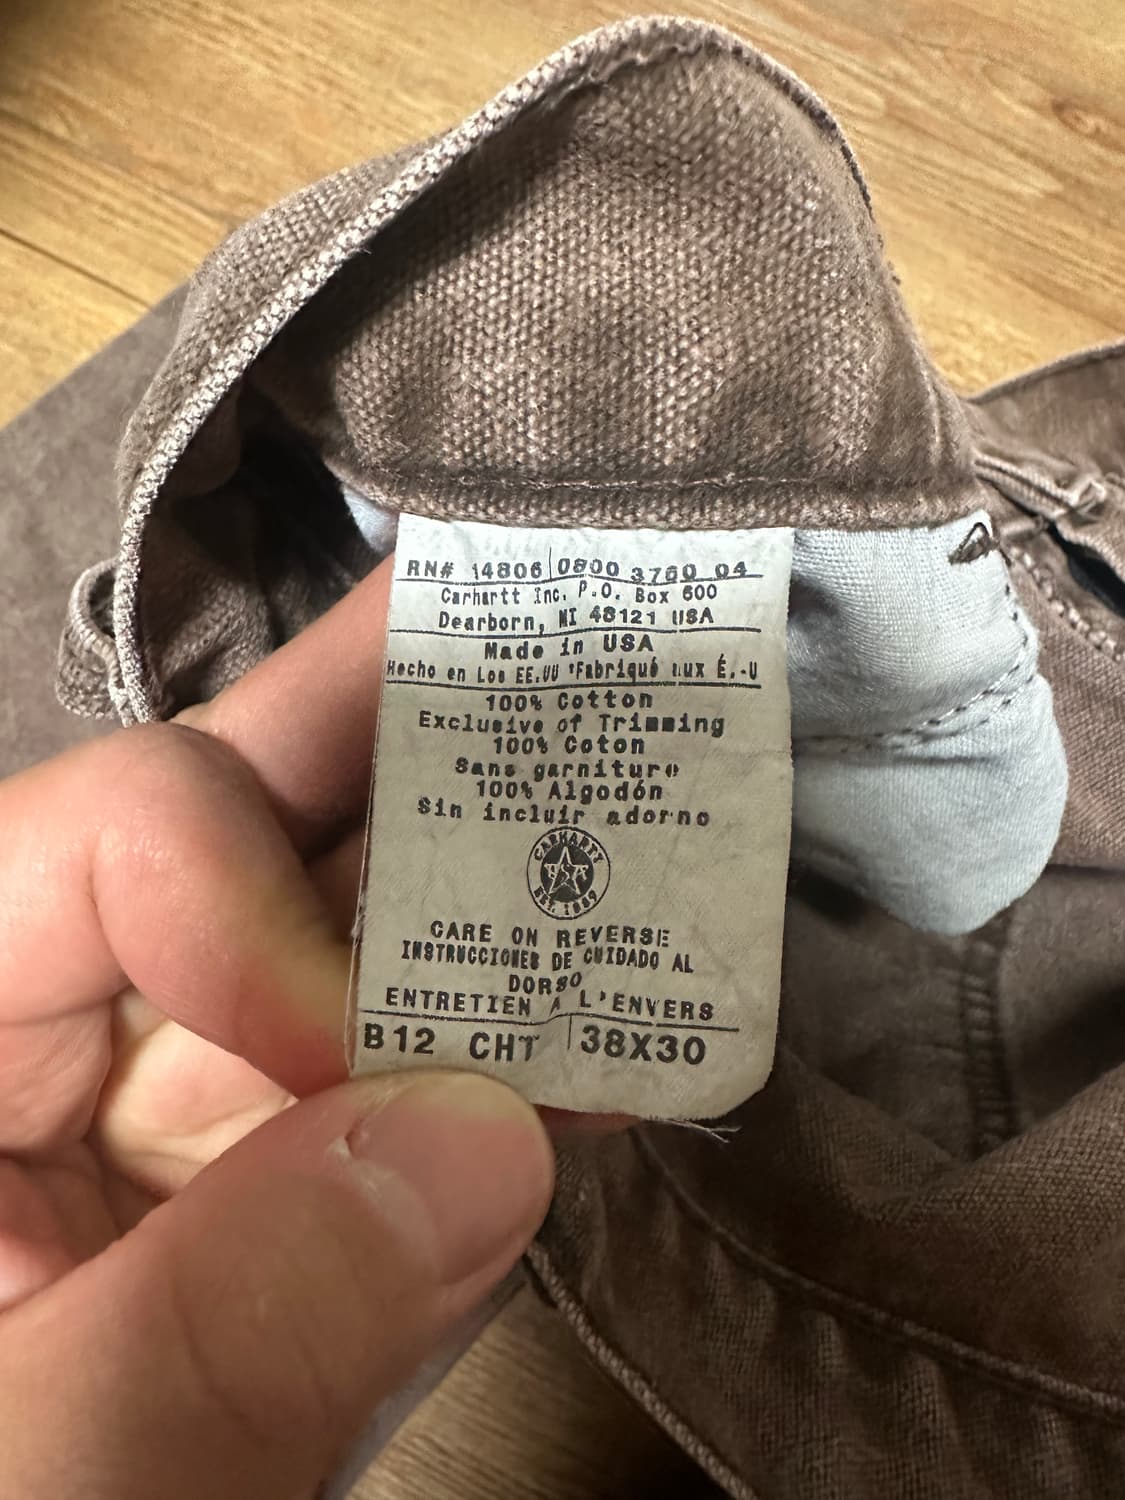 RN# 14806 0800 3760 04
Carhartt Inc. P.O. Box 600
Dearborn, MI 48121 USA
Made in USA
Hecho en Los EE.UU Fabriqué aux É.-U
100% Cotton
Exclusive of Trimming
100% Coton
Sans garniture
100% Algodón
Sin incluir adorno
CARHARTT
EST. 1889
CARE ON REVERSE
INSTRUCCIONES DE CUIDADO AL
DORSO
ENTRETIEN A L'ENVERS
B12 CHT 38X30